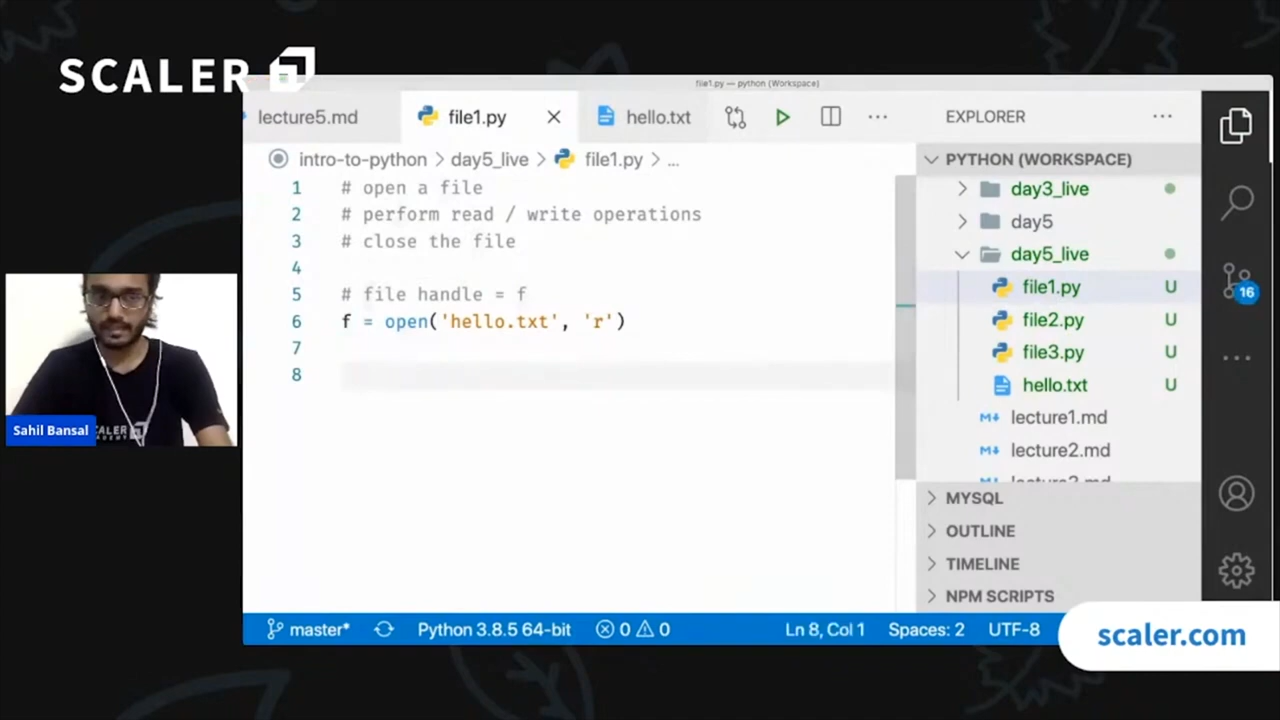 SCALER
file1.py — python (Workspace)
lecture5.md
file1.py
hello.txt
EXPLORER
intro-to-python > day5_live > file1.py > ...
PYTHON (WORKSPACE)
1 # open a file
2 # perform read / write operations
3 # close the file
4
5 # file handle = f
6 f = open('hello.txt', 'r')
7
8
day3_live
day5
day5_live
file1.py U
file2.py U
file3.py U
hello.txt U
lecture1.md
lecture2.md
16
MYSQL
OUTLINE
TIMELINE
NPM SCRIPTS
Sahil Bansal
master* Python 3.8.5 64-bit 0 0 Ln 8, Col 1 Spaces: 2 UTF-8
scaler.com